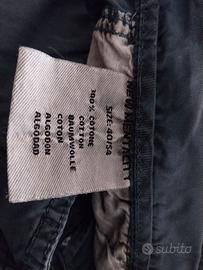 SIZE: 40/54
100% COTONE
COTTON
BAUMWOLLE
COTON
ALGODON
ALGODAO
subito